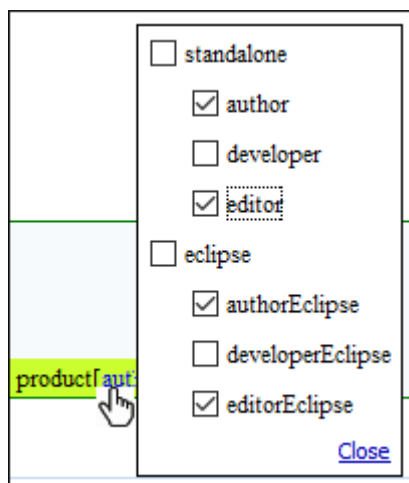 standalone
author
developer
editor
eclipse
authorEclipse
developerEclipse
product[
editorEclipse
Close